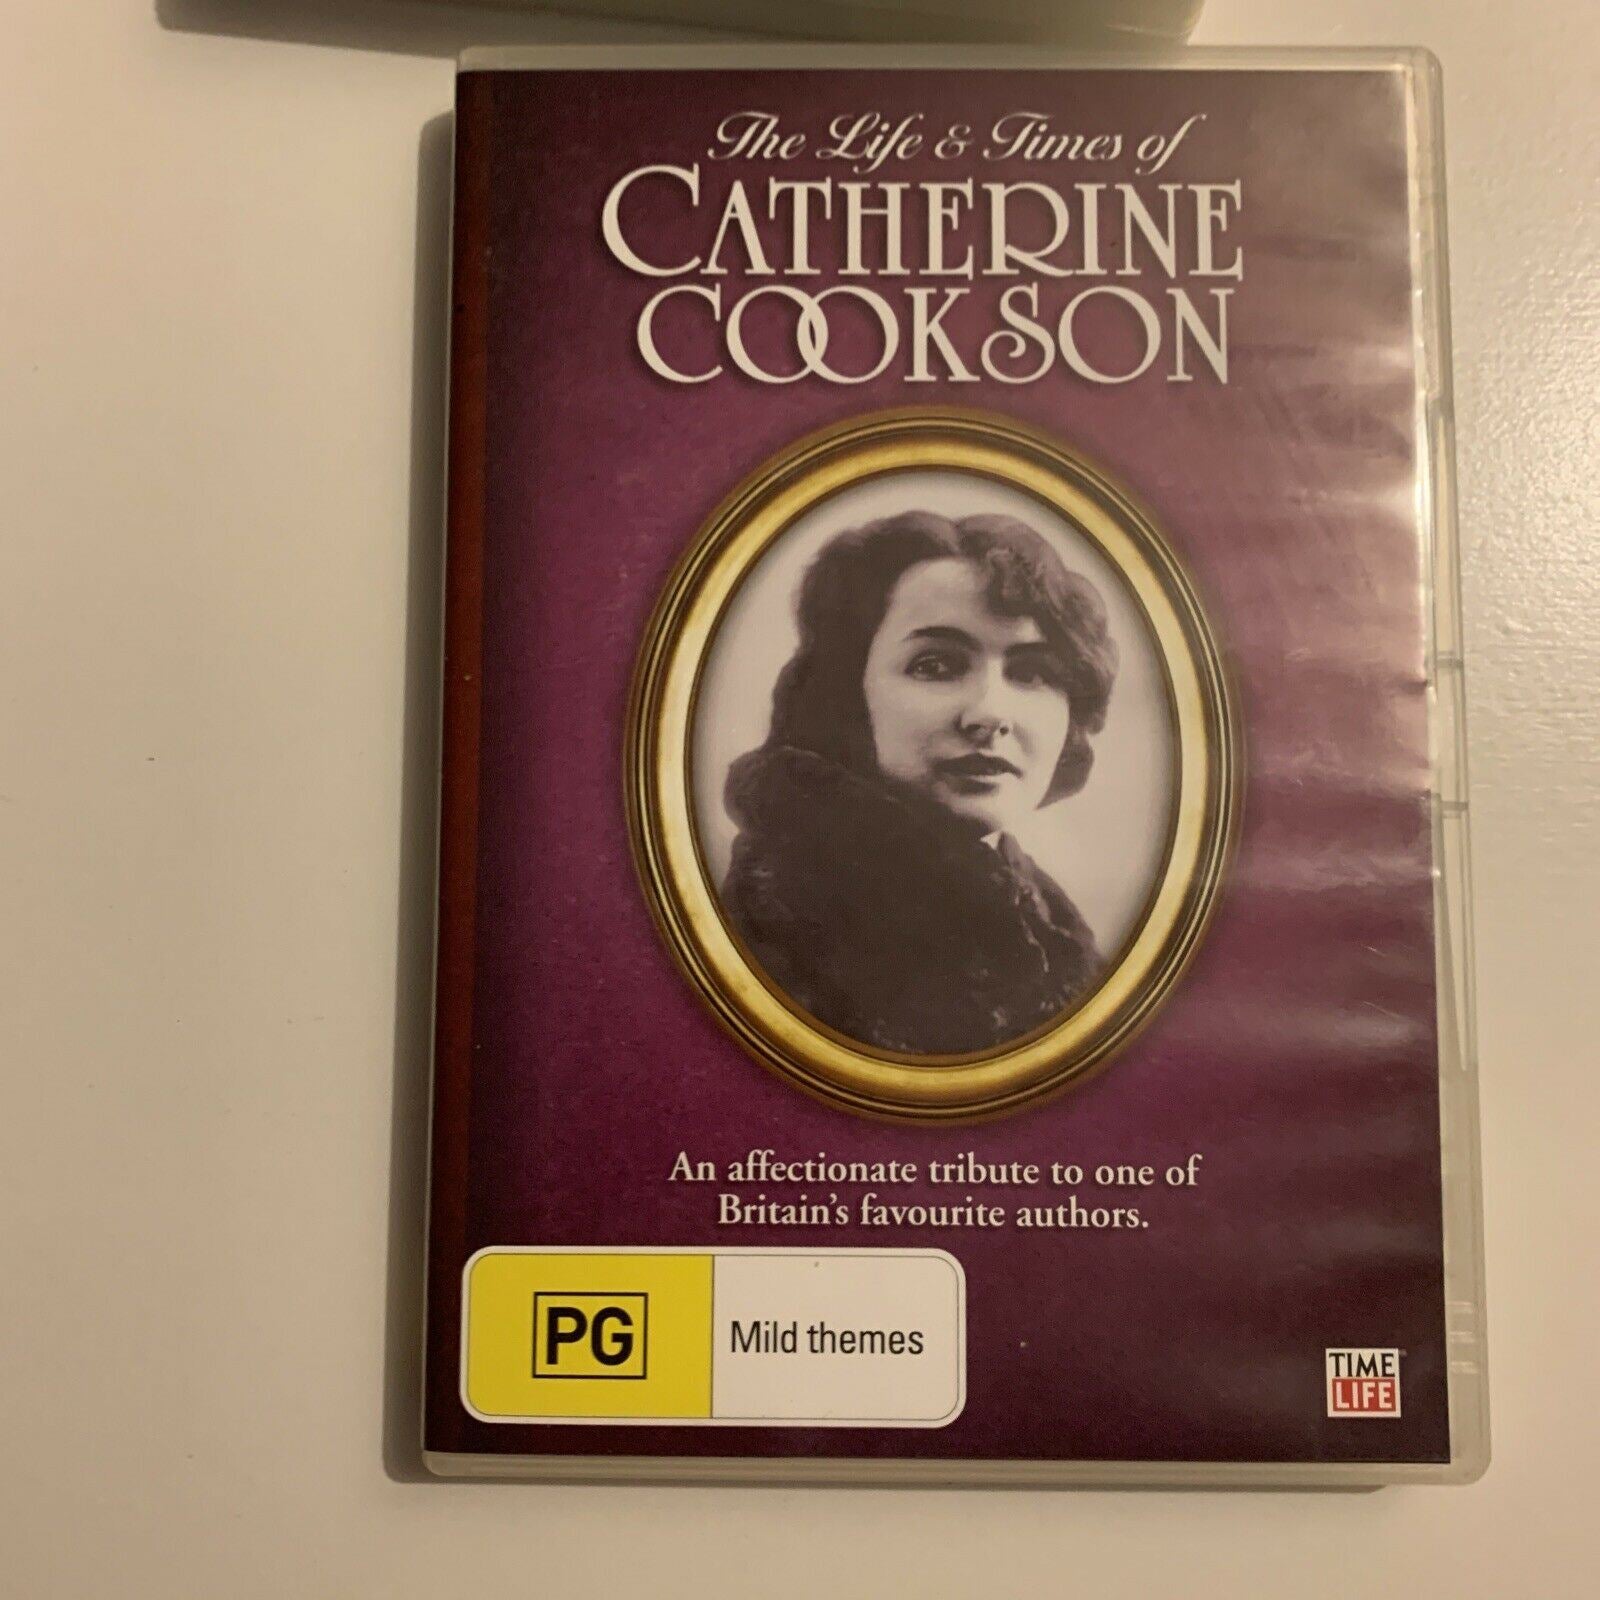 The Life & Times of
CATHERINE
COOKSON
An affectionate tribute to one of
Britain's favourite authors.
PG
Mild themes
TIME
LIFE